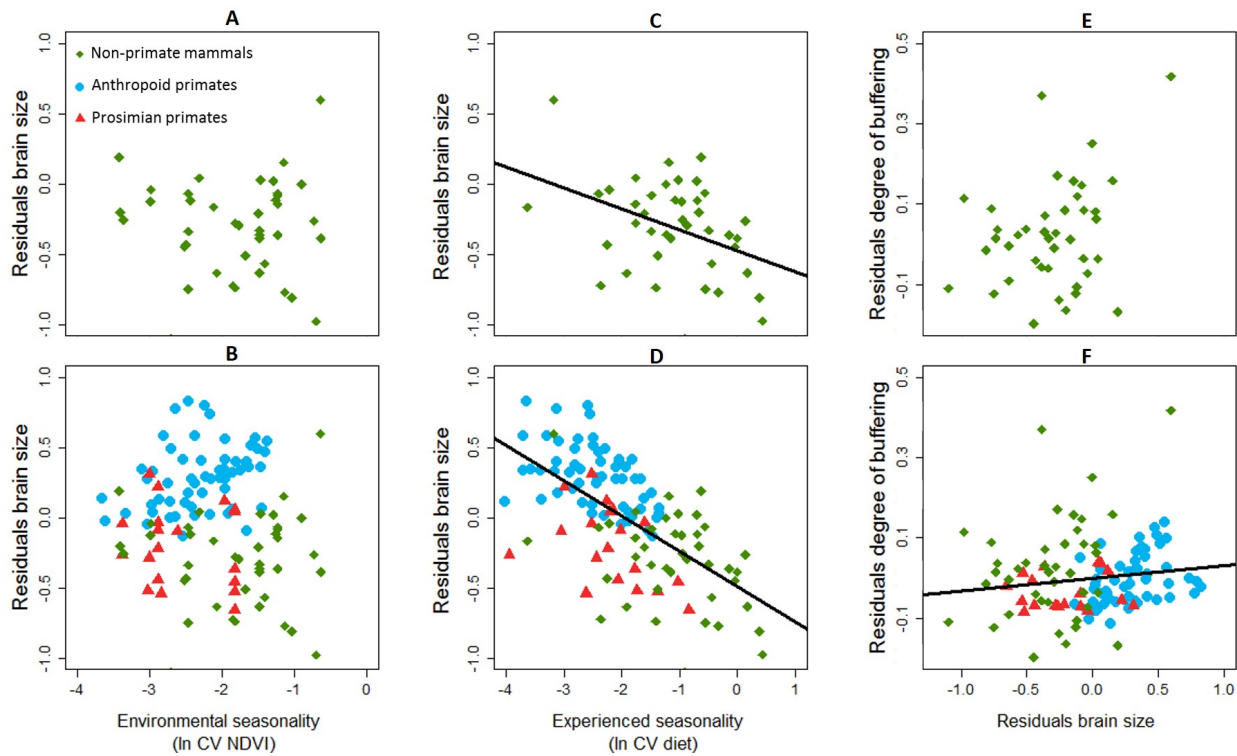 A
Residuals brain size
1.0
0.5
0.0
-0.5
-1.0
Non-primate mammals
Anthropoid primates
Prosimian primates
C
Residuals brain size
1.0
0.5
0.0
-0.5
-1.0
E
Residuals degree of buffering
0.5
0.3
0.1
-0.1
B
Residuals brain size
1.0
0.5
0.0
-0.5
-1.0
-4 -3 -2 -1 0
Environmental seasonality
(ln CV NDVI)
D
Residuals brain size
1.0
0.5
0.0
-0.5
-1.0
-4 -3 -2 -1 0 1
Experienced seasonality
(ln CV diet)
F
Residuals degree of buffering
0.5
0.3
0.1
-0.1
-1.0 -0.5 0.0 0.5 1.0
Residuals brain size